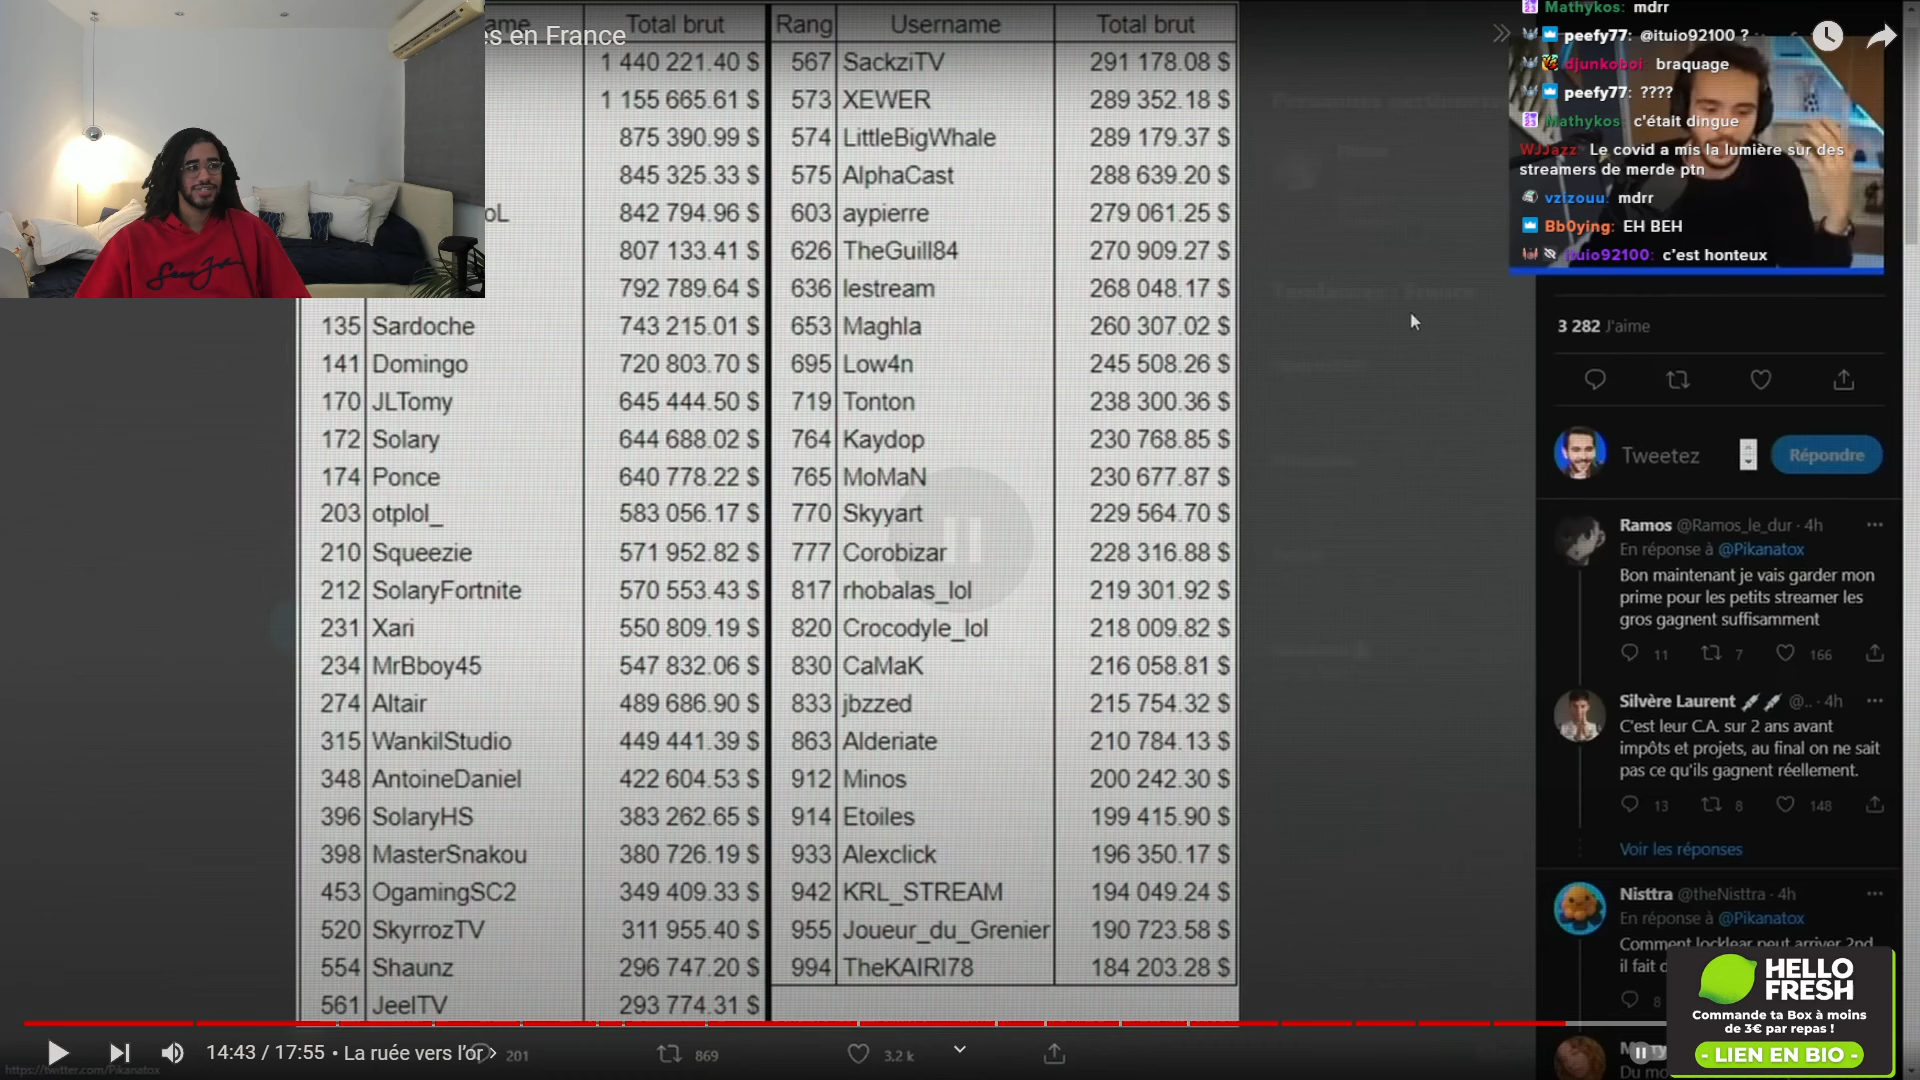 ame Total brut Rang Username Total brut
es en France
1 440 221.40 $ 567 SackziTV 291 178.08 $
1 155 665.61 $ 573 XEWER 289 352.18 $
875 390.99 $ 574 LittleBigWhale 289 179.37 $
845 325.33 $ 575 AlphaCast 288 639.20 $
oL 842 794.96 $ 603 aypierre 279 061.25 $
807 133.41 $ 626 TheGuill84 270 909.27 $
792 789.64 $ 636 lestream 268 048.17 $
135 Sardoche 743 215.01 $ 653 Maghla 260 307.02 $
141 Domingo 720 803.70 $ 695 Low4n 245 508.26 $
170 JLTomy 645 444.50 $ 719 Tonton 238 300.36 $
172 Solary 644 688.02 $ 764 Kaydop 230 768.85 $
174 Ponce 640 778.22 $ 765 MoMaN 230 677.87 $
203 otplol_ 583 056.17 $ 770 Skyyart 229 564.70 $
210 Squeezie 571 952.82 $ 777 Corobizar 228 316.88 $
212 SolaryFortnite 570 553.43 $ 817 rhobalas_lol 219 301.92 $
231 Xari 550 809.19 $ 820 Crocodyle_lol 218 009.82 $
234 MrBboy45 547 832.06 $ 830 CaMaK 216 058.81 $
274 Altair 489 686.90 $ 833 jbzzed 215 754.32 $
315 WankilStudio 449 441.39 $ 863 Alderiate 210 784.13 $
348 AntoineDaniel 422 604.53 $ 912 Minos 200 242.30 $
396 SolaryHS 383 262.65 $ 914 Etoiles 199 415.90 $
398 MasterSnakou 380 726.19 $ 933 Alexclick 196 350.17 $
453 OgamingSC2 349 409.33 $ 942 KRL_STREAM 194 049.24 $
520 SkyrrozTV 311 955.40 $ 955 Joueur_du_Grenier 190 723.58 $
554 Shaunz 296 747.20 $ 994 TheKAIRI78 184 203.28 $
561 JeelTV 293 774.31 $
Mathykos: mdrr
peefy77: @ituio92100 ?
djunkoboi braquage
peefy77: ????
Mathykos c'était dingue
WJJazz: Le covid a mis la lumière sur des
streamers de merde ptn
vzizouu: mdrr
Bb0ying: EH BEH
ituio92100: c'est honteux
3 282 J'aime
Tweetez Répondre
Ramos @Ramos_le_dur · 4h
En réponse à @Pikanatox
Bon maintenant je vais garder mon
prime pour les petits streamer les
gros gagnent suffisamment
11 7 166
Silvère Laurent @.. · 4h
C'est leur C.A. sur 2 ans avant
impôts et projets, au final on ne sait
pas ce qu'ils gagnent réellement.
13 8 148
Voir les réponses
Nisttra @theNisttra · 4h
En réponse à @Pikanatox
Comment locklear peut arriver 2nd
il fait
8
HELLO
FRESH
Commande ta Box à moins
de 3€ par repas !
- LIEN EN BIO -
14:43 / 17:55 • La ruée vers l'or
201 869 3.2 k
https://twitter.com/Pikanatox